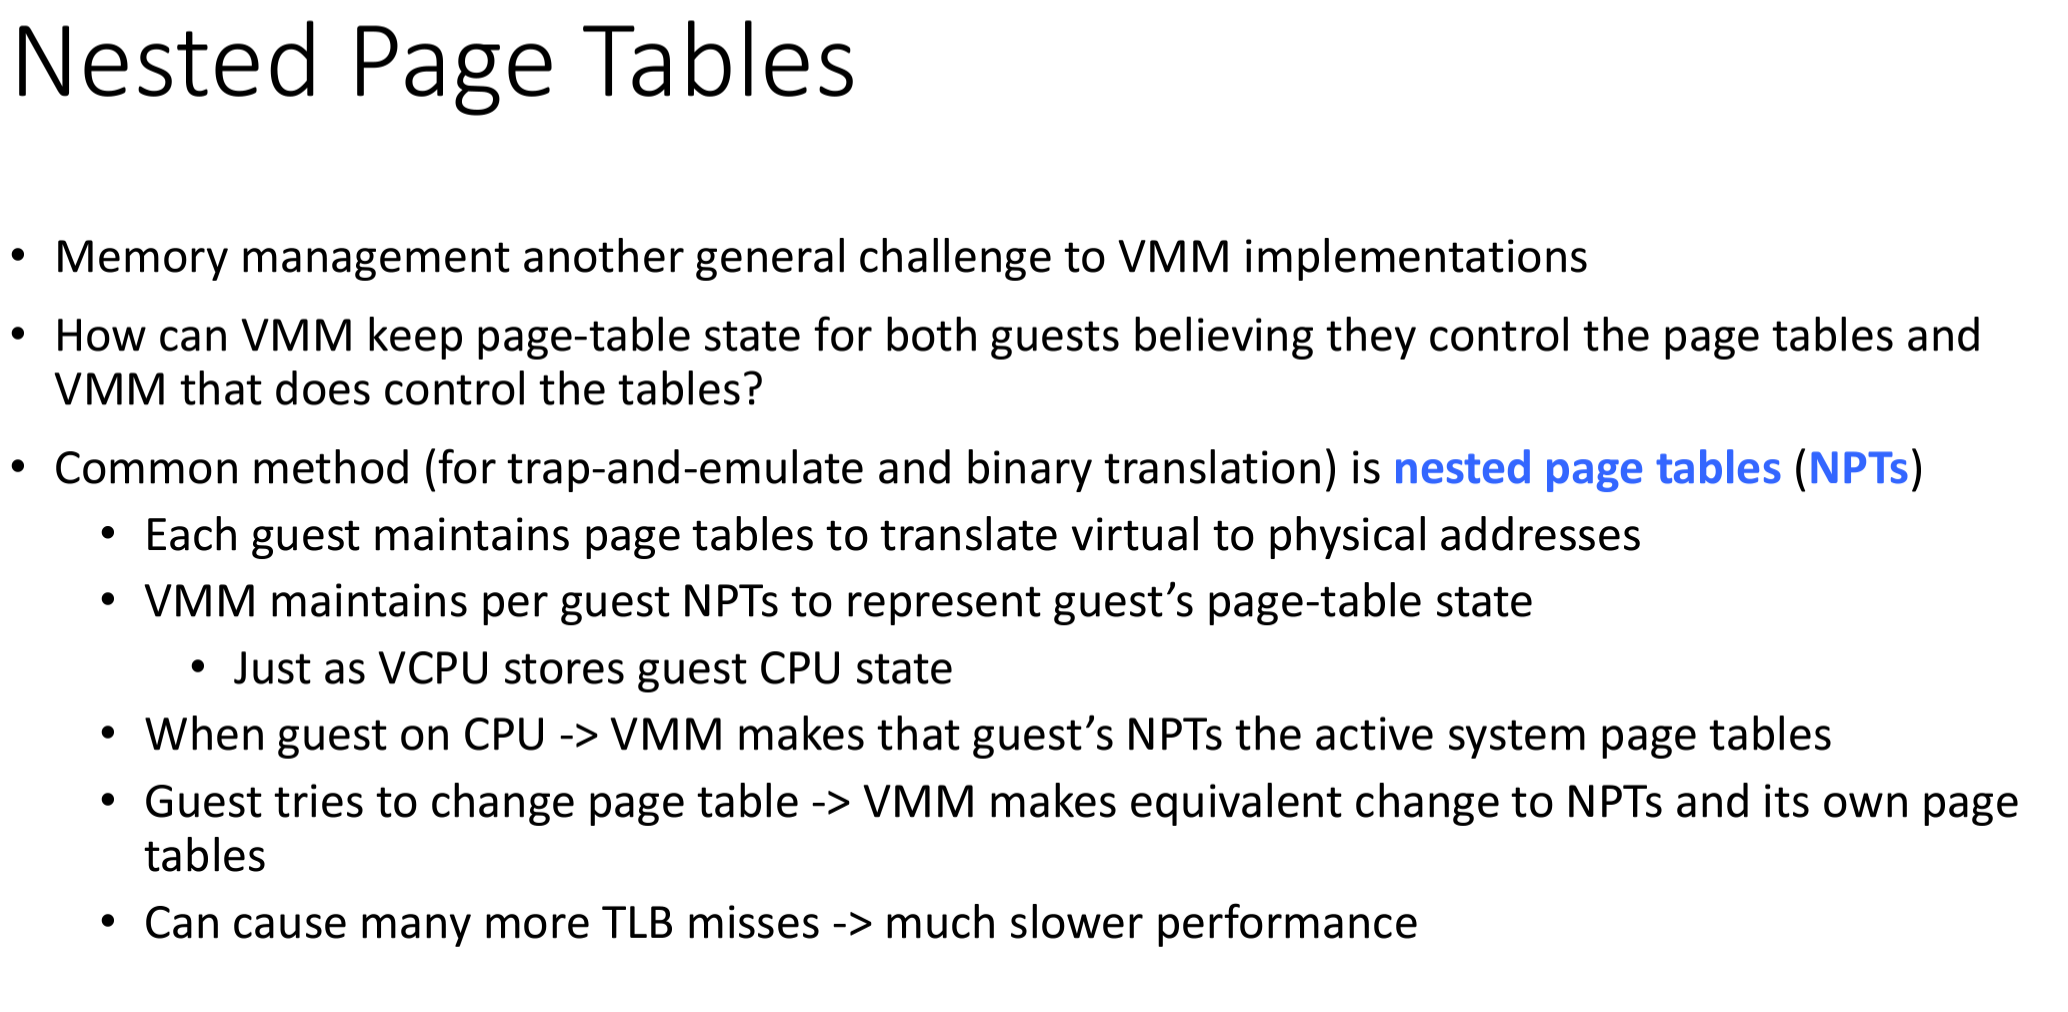 Nested Page Tables
• Memory management another general challenge to VMM implementations
• How can VMM keep page-table state for both guests believing they control the page tables and
VMM that does control the tables?
• Common method (for trap-and-emulate and binary translation) is nested page tables (NPTs)
• Each guest maintains page tables to translate virtual to physical addresses
• VMM maintains per guest NPTs to represent guest’s page-table state
• Just as VCPU stores guest CPU state
• When guest on CPU -> VMM makes that guest’s NPTs the active system page tables
• Guest tries to change page table -> VMM makes equivalent change to NPTs and its own page
tables
• Can cause many more TLB misses -> much slower performance